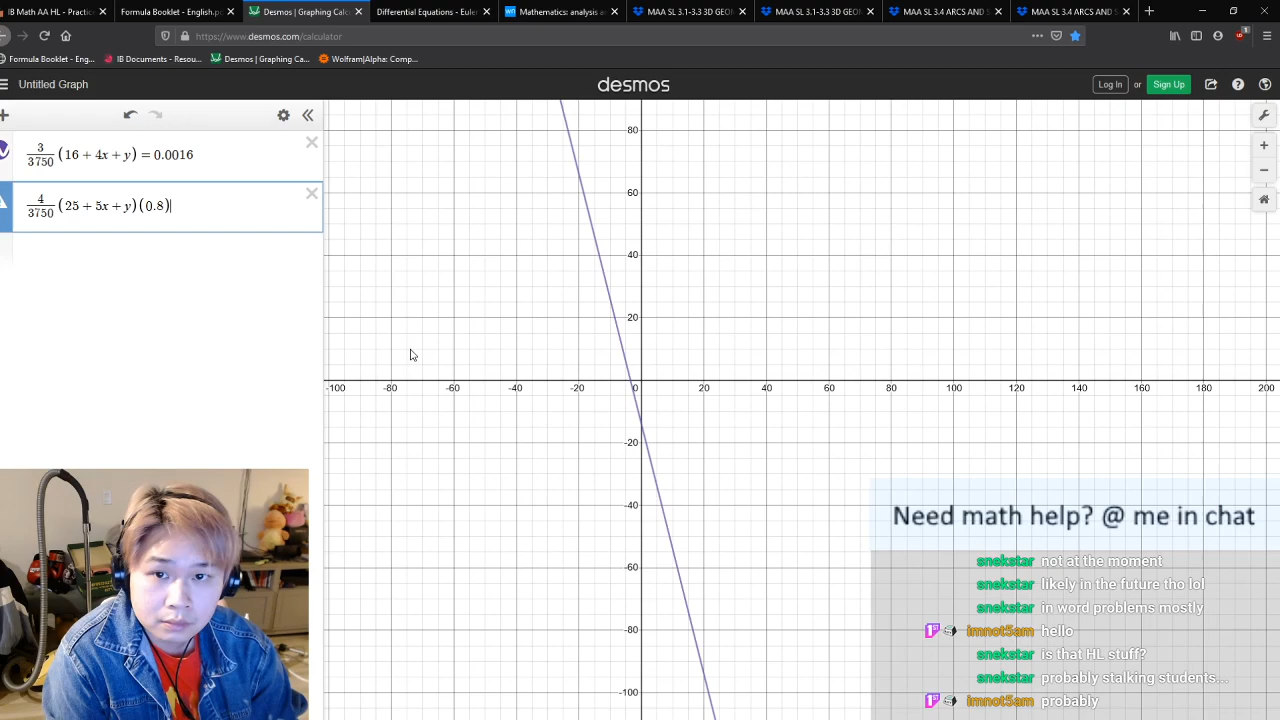 IB Math AA HL - Practic
Formula Booklet - English.p
Desmos | Graphing Calc
Differential Equations - Eule
Mathematics: analysis a
MAA SL 3.1-3.3 3D GEO
MAA SL 3.1-3.3 3D GEO
MAA SL 3.4 ARCS AND S
MAA SL 3.4 ARCS AND S
https://www.desmos.com/calculator
Formula Booklet - Eng...
IB Documents - Resou...
Desmos | Graphing Ca...
Wolfram|Alpha: Comp...
Untitled Graph
desmos
Log In or Sign Up
3/3750 (16 + 4x + y) = 0.0016
4/3750 (25 + 5x + y)(0.8)
80
60
40
20
-100 -80 -60 -40 -20 0 20 40 60 80 100 120 140 160 180 200
-20
-40
-60
-80
-100
Need math help? @ me in chat
snekstar not at the moment
snekstar likely in the future tho lol
snekstar in word problems mostly
imnot5am hello
snekstar is that HL stuff?
snekstar probably stalking students...
imnot5am probably